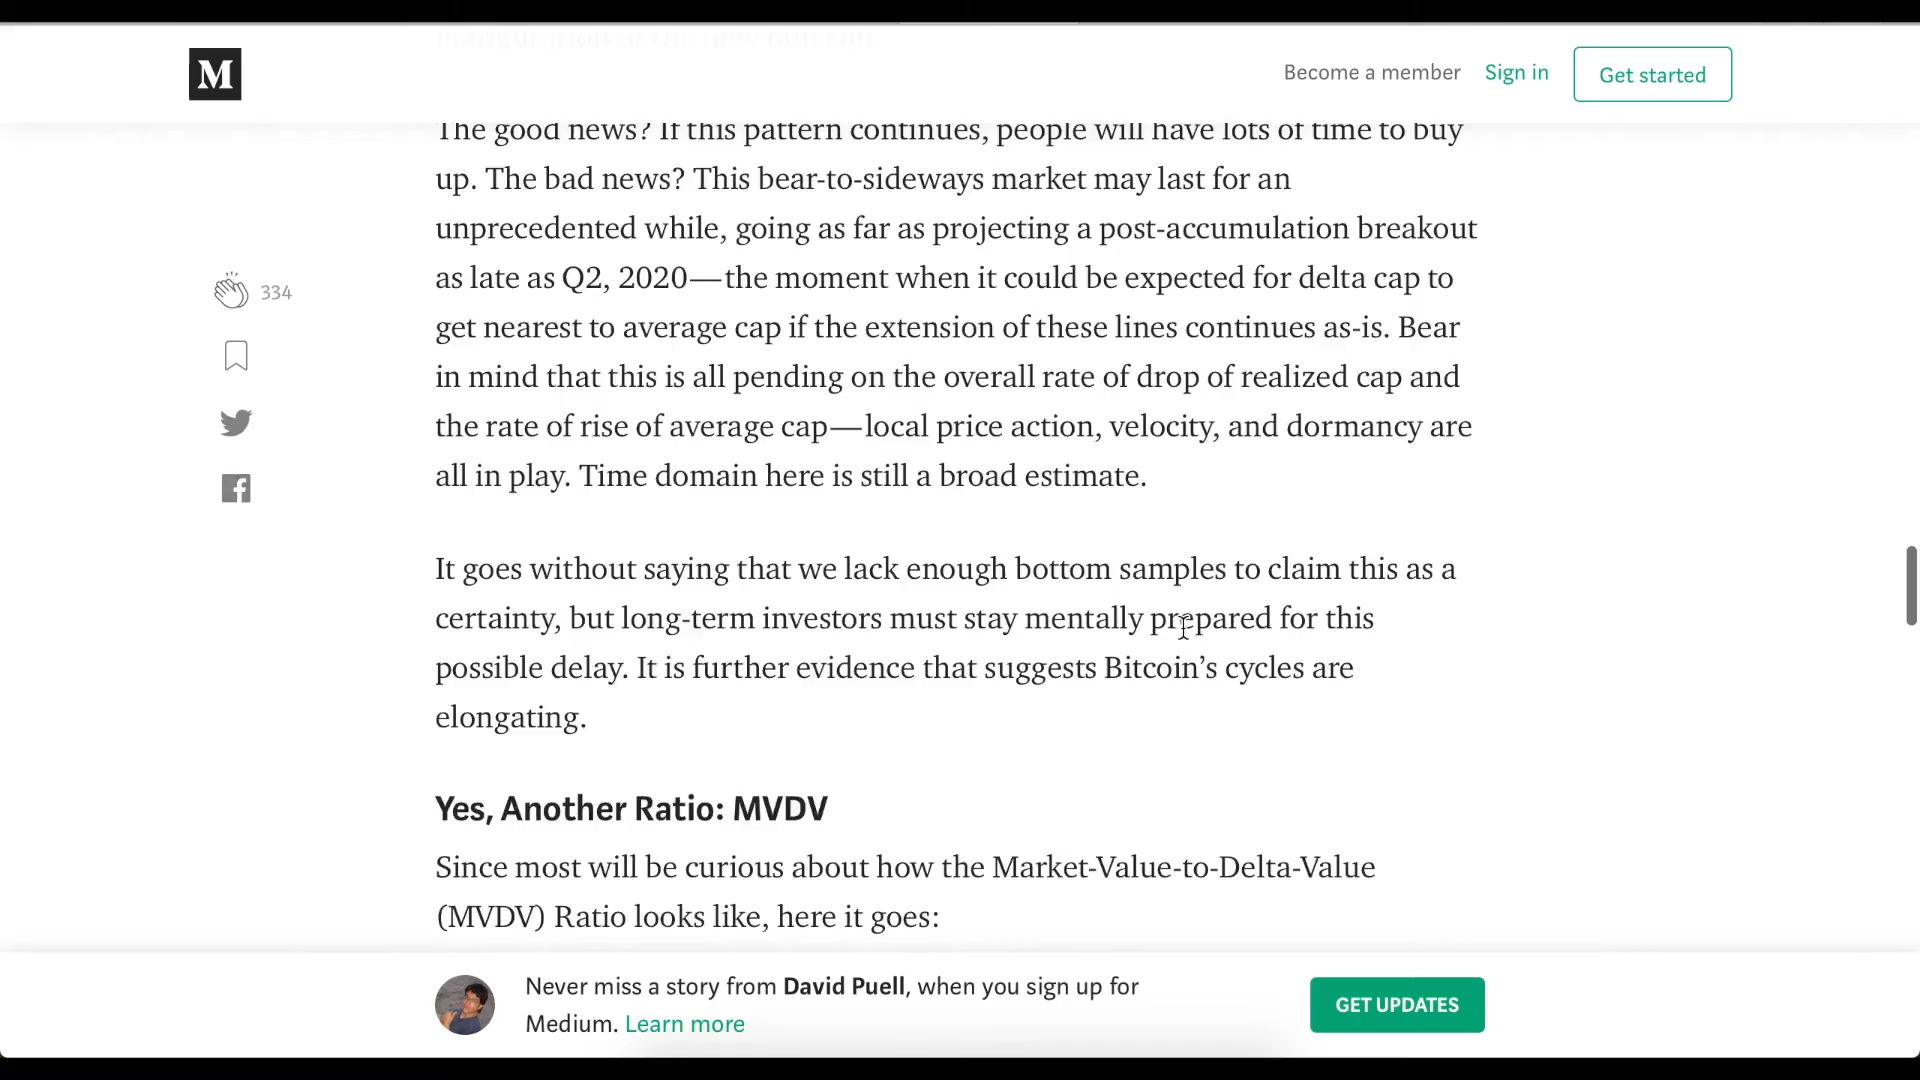 M
Become a member
Sign in
Get started
The good news? If this pattern continues, people will have lots of time to buy
up. The bad news? This bear-to-sideways market may last for an
unprecedented while, going as far as projecting a post-accumulation breakout
as late as Q2, 2020—the moment when it could be expected for delta cap to
get nearest to average cap if the extension of these lines continues as-is. Bear
in mind that this is all pending on the overall rate of drop of realized cap and
the rate of rise of average cap—local price action, velocity, and dormancy are
all in play. Time domain here is still a broad estimate.
334
It goes without saying that we lack enough bottom samples to claim this as a
certainty, but long-term investors must stay mentally prepared for this
possible delay. It is further evidence that suggests Bitcoin’s cycles are
elongating.
Yes, Another Ratio: MVDV
Since most will be curious about how the Market-Value-to-Delta-Value
(MVDV) Ratio looks like, here it goes:
Never miss a story from David Puell, when you sign up for
Medium. Learn more
GET UPDATES